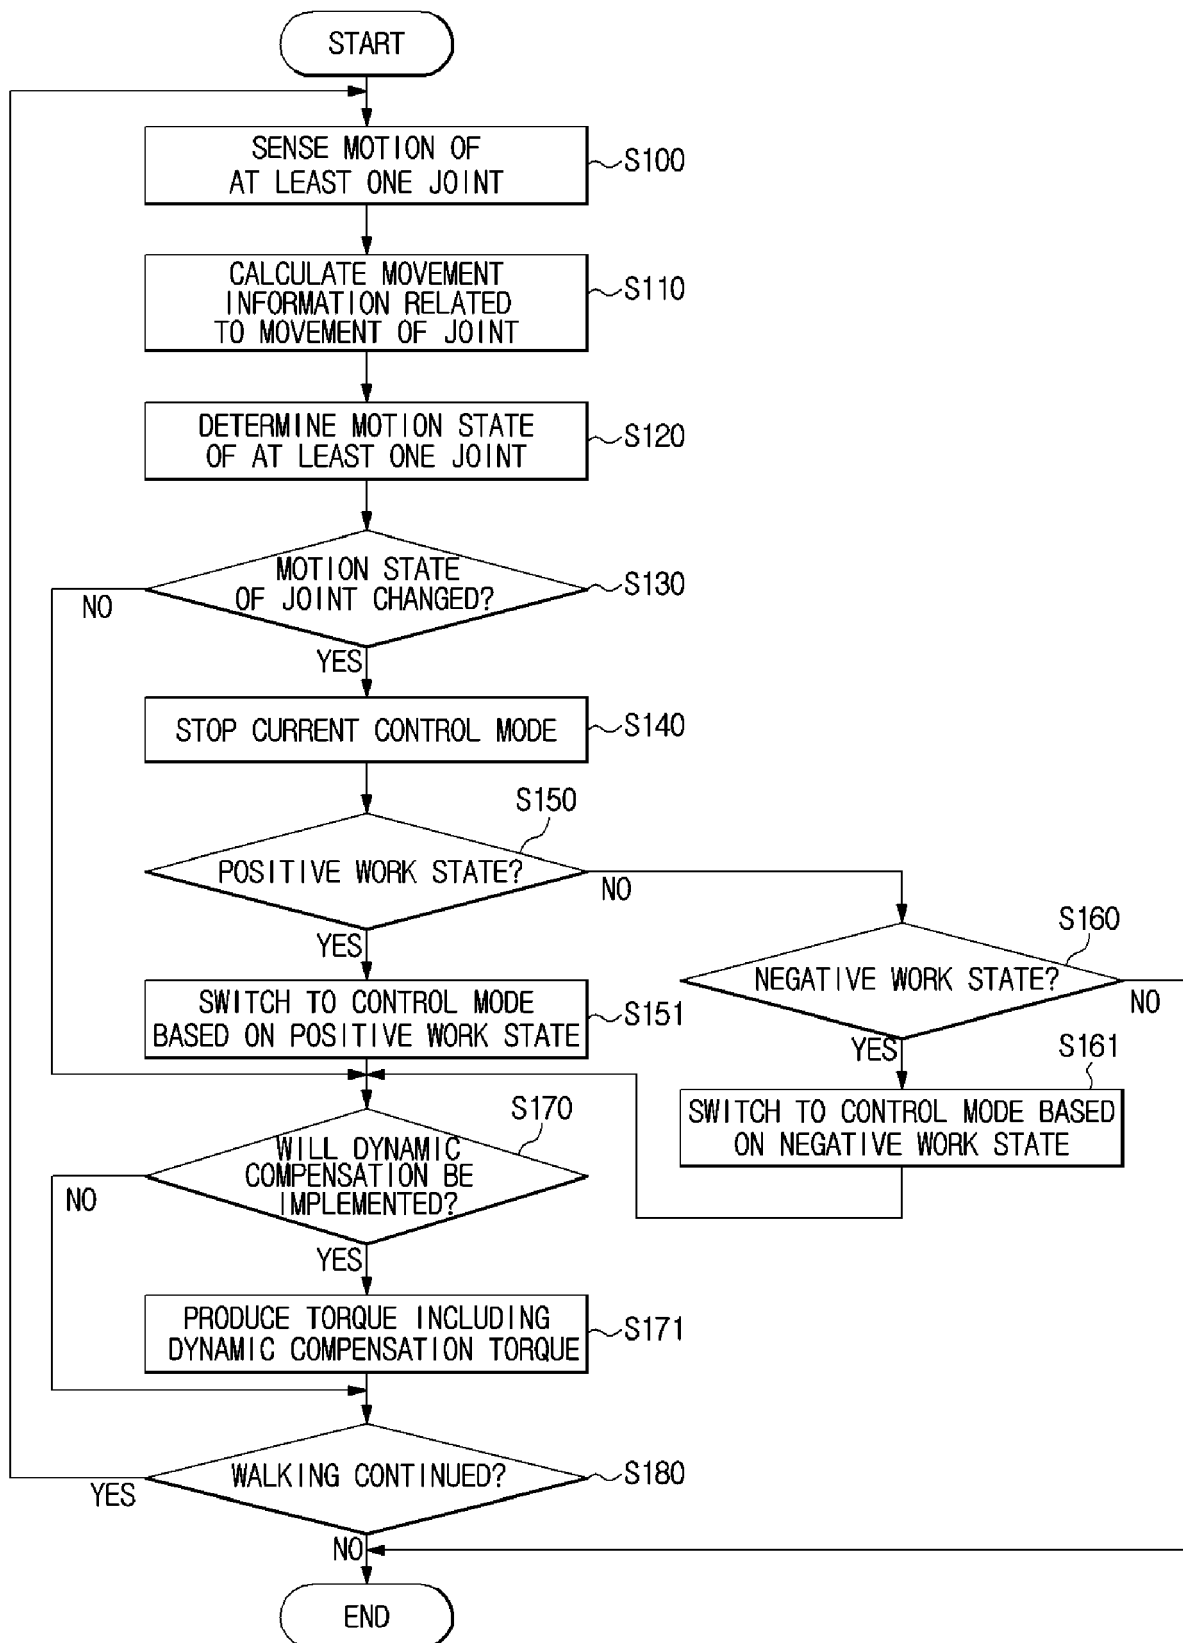 START
SENSE MOTION OF
AT LEAST ONE JOINT
S100
CALCULATE MOVEMENT
INFORMATION RELATED
TO MOVEMENT OF JOINT
S110
DETERMINE MOTION STATE
OF AT LEAST ONE JOINT
S120
MOTION STATE
OF JOINT CHANGED?
S130
NO
YES
STOP CURRENT CONTROL MODE
S140
S150
POSITIVE WORK STATE?
NO
YES
S160
NEGATIVE WORK STATE?
NO
YES
SWITCH TO CONTROL MODE
BASED ON POSITIVE WORK STATE
S151
S161
SWITCH TO CONTROL MODE BASED
ON NEGATIVE WORK STATE
S170
WILL DYNAMIC
COMPENSATION BE
IMPLEMENTED?
NO
YES
PRODUCE TORQUE INCLUDING
DYNAMIC COMPENSATION TORQUE
S171
WALKING CONTINUED?
S180
YES
NO
END